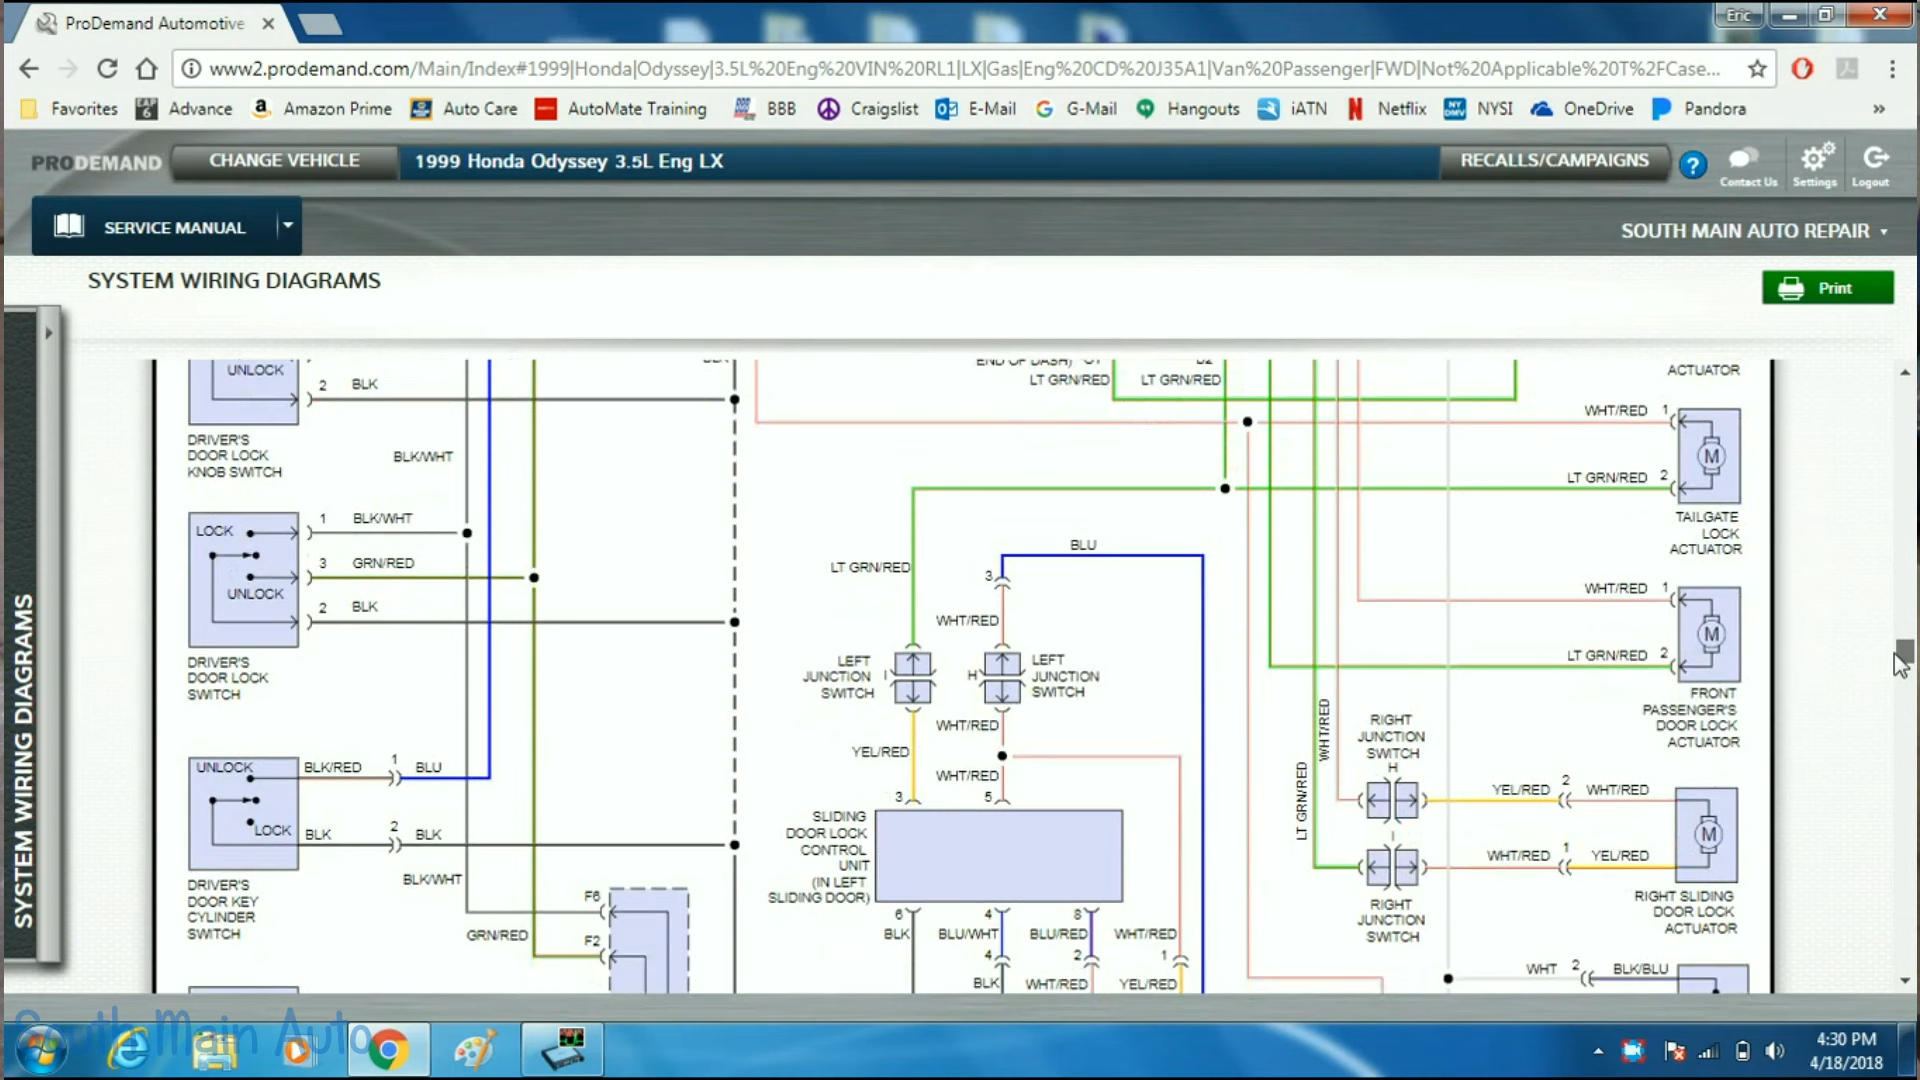 ProDemand Automotive
Eric
www2.prodemand.com/Main/Index#1999|Honda|Odyssey|3.5L%20Eng%20VIN%20RL1|LX|Gas|Eng%20CD%20J35A1|Van%20Passenger|FWD|Not%20Applicable%20T%2FCase...
Favorites Advance Amazon Prime Auto Care AutoMate Training BBB Craigslist E-Mail G-Mail Hangouts iATN Netflix NYSI OneDrive Pandora
PRODEMAND CHANGE VEHICLE 1999 Honda Odyssey 3.5L Eng LX RECALLS/CAMPAIGNS ? Contact Us Settings Logout
SERVICE MANUAL
SOUTH MAIN AUTO REPAIR
SYSTEM WIRING DIAGRAMS
Print
SYSTEM WIRING DIAGRAMS
UNLOCK
2 BLK
DRIVER'S
DOOR LOCK
KNOB SWITCH
BLK/WHT
LOCK
1 BLK/WHT
3 GRN/RED
UNLOCK
2 BLK
DRIVER'S
DOOR LOCK
SWITCH
UNLOCK
BLK/RED 1 BLU
LOCK
BLK 2 BLK
DRIVER'S
DOOR KEY
CYLINDER
SWITCH
BLK/WHT
GRN/RED
F6
F2
END OF DASH)
LT GRN/RED LT GRN/RED
LT GRN/RED
BLU
3
WHT/RED
LEFT
JUNCTION
SWITCH
I
H
LEFT
JUNCTION
SWITCH
WHT/RED
YEL/RED
WHT/RED
3 5
SLIDING
DOOR LOCK
CONTROL
UNIT
(IN LEFT
SLIDING DOOR)
6 4 8
BLK BLU/WHT BLU/RED WHT/RED
4 2 1
BLK WHT/RED YEL/RED
ACTUATOR
WHT/RED 1
M
LT GRN/RED 2
TAILGATE
LOCK
ACTUATOR
WHT/RED 1
M
LT GRN/RED 2
FRONT
PASSENGER'S
DOOR LOCK
ACTUATOR
WHT/RED
LT GRN/RED
RIGHT
JUNCTION
SWITCH
H
YEL/RED 2 WHT/RED
M
I
WHT/RED 1 YEL/RED
RIGHT
JUNCTION
SWITCH
RIGHT SLIDING
DOOR LOCK
ACTUATOR
WHT 2 BLK/BLU
South Main Auto
4:30 PM
4/18/2018